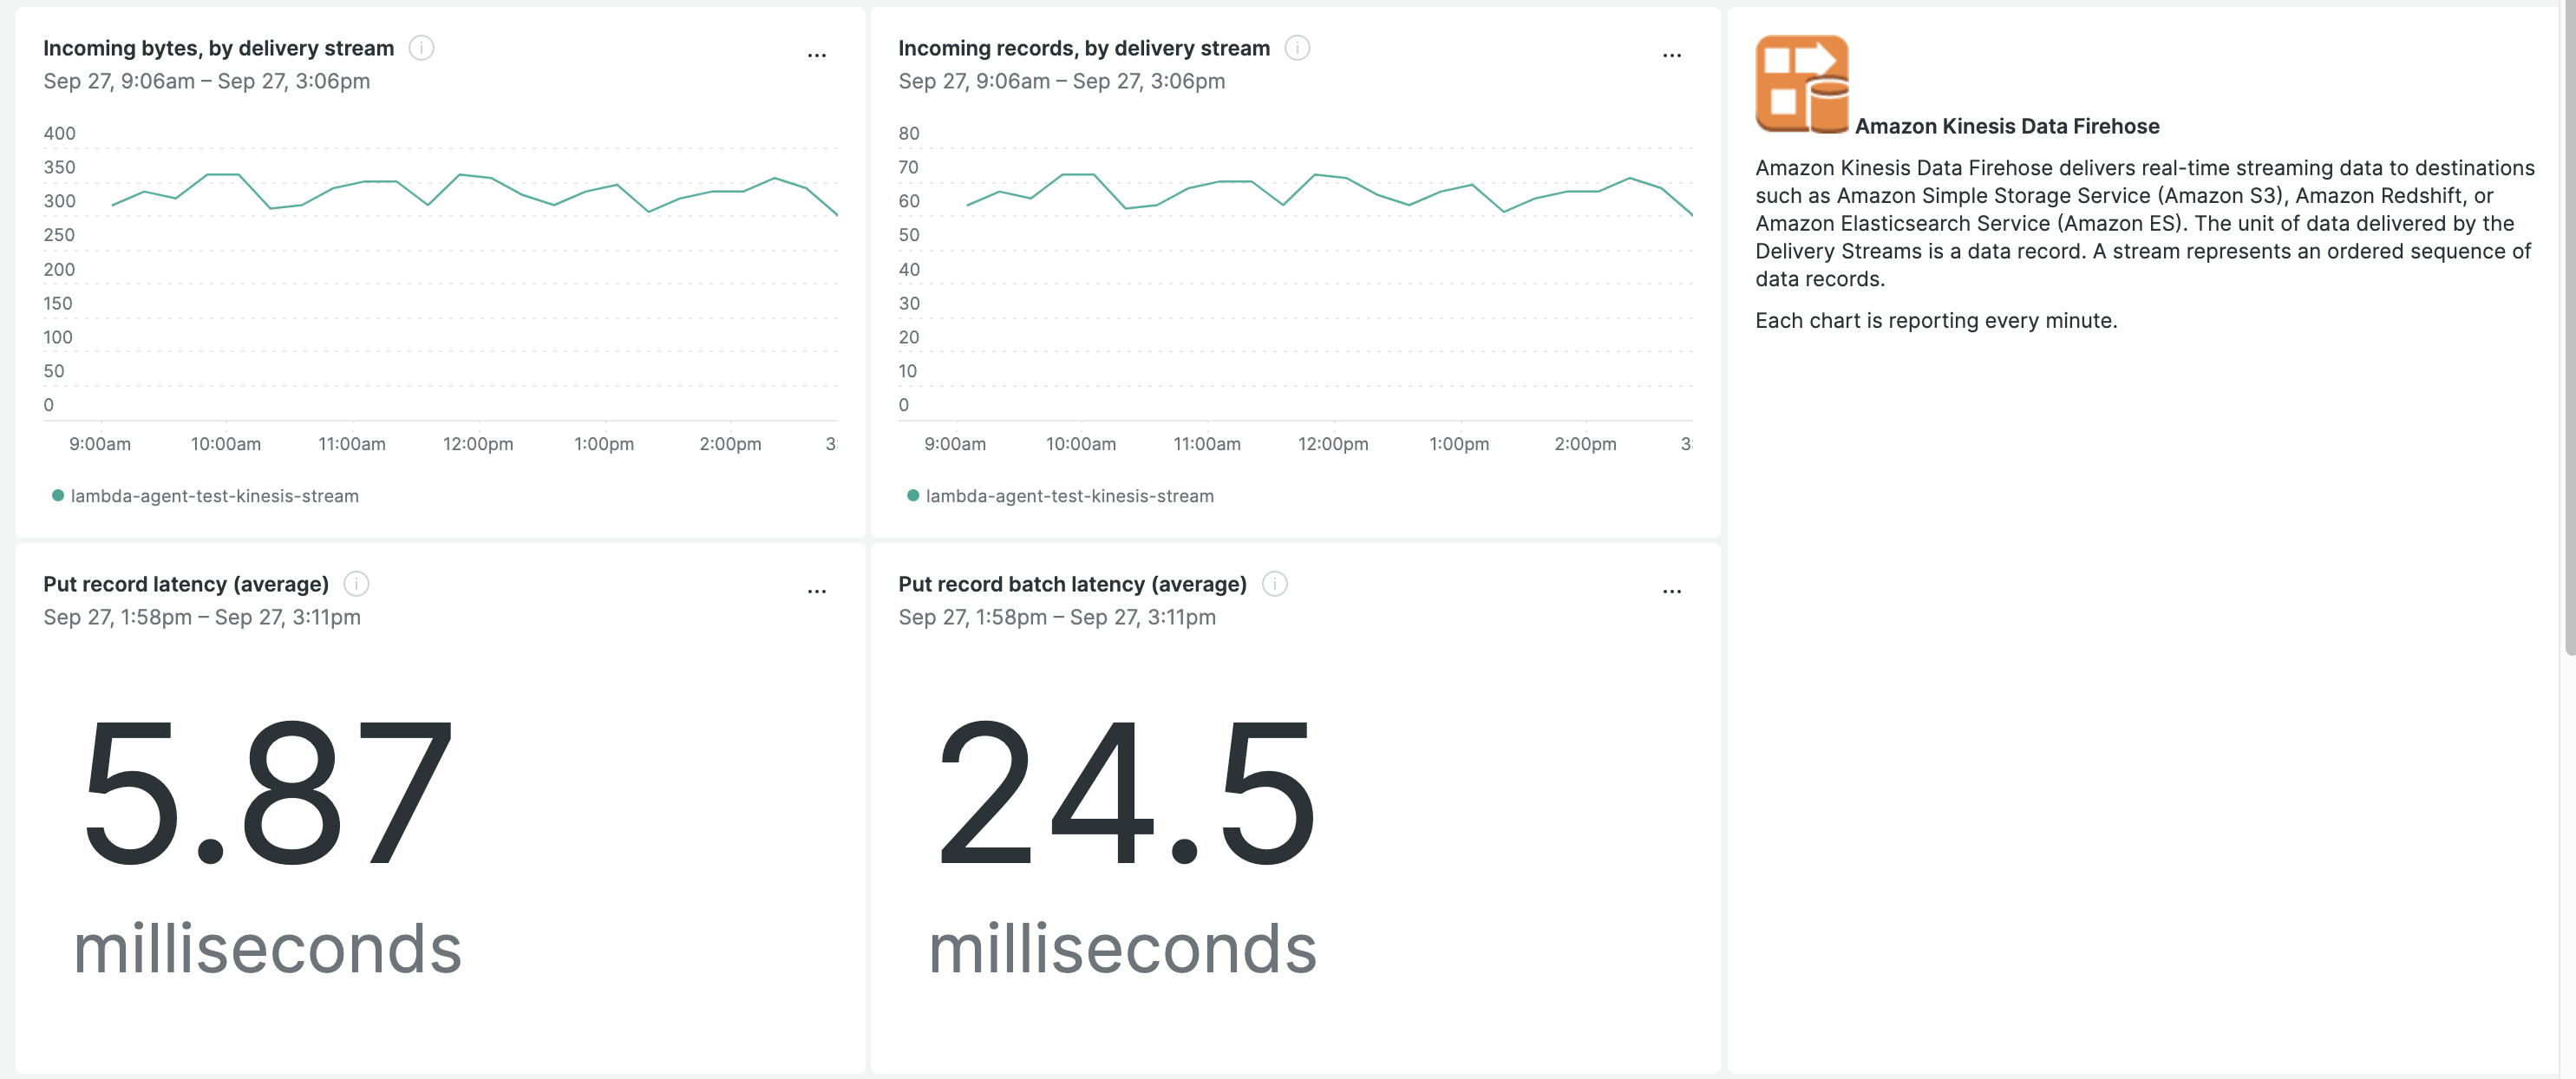 Incoming bytes, by delivery stream
Sep 27, 9:06am – Sep 27, 3:06pm
...
400
350
300
250
200
150
100
50
0
9:00am 10:00am 11:00am 12:00pm 1:00pm 2:00pm 3:
lambda-agent-test-kinesis-stream
Incoming records, by delivery stream
Sep 27, 9:06am – Sep 27, 3:06pm
...
80
70
60
50
40
30
20
10
0
9:00am 10:00am 11:00am 12:00pm 1:00pm 2:00pm 3:
lambda-agent-test-kinesis-stream
Amazon Kinesis Data Firehose
Amazon Kinesis Data Firehose delivers real-time streaming data to destinations
such as Amazon Simple Storage Service (Amazon S3), Amazon Redshift, or
Amazon Elasticsearch Service (Amazon ES). The unit of data delivered by the
Delivery Streams is a data record. A stream represents an ordered sequence of
data records.
Each chart is reporting every minute.
Put record latency (average)
Sep 27, 1:58pm – Sep 27, 3:11pm
...
5.87
milliseconds
Put record batch latency (average)
Sep 27, 1:58pm – Sep 27, 3:11pm
...
24.5
milliseconds